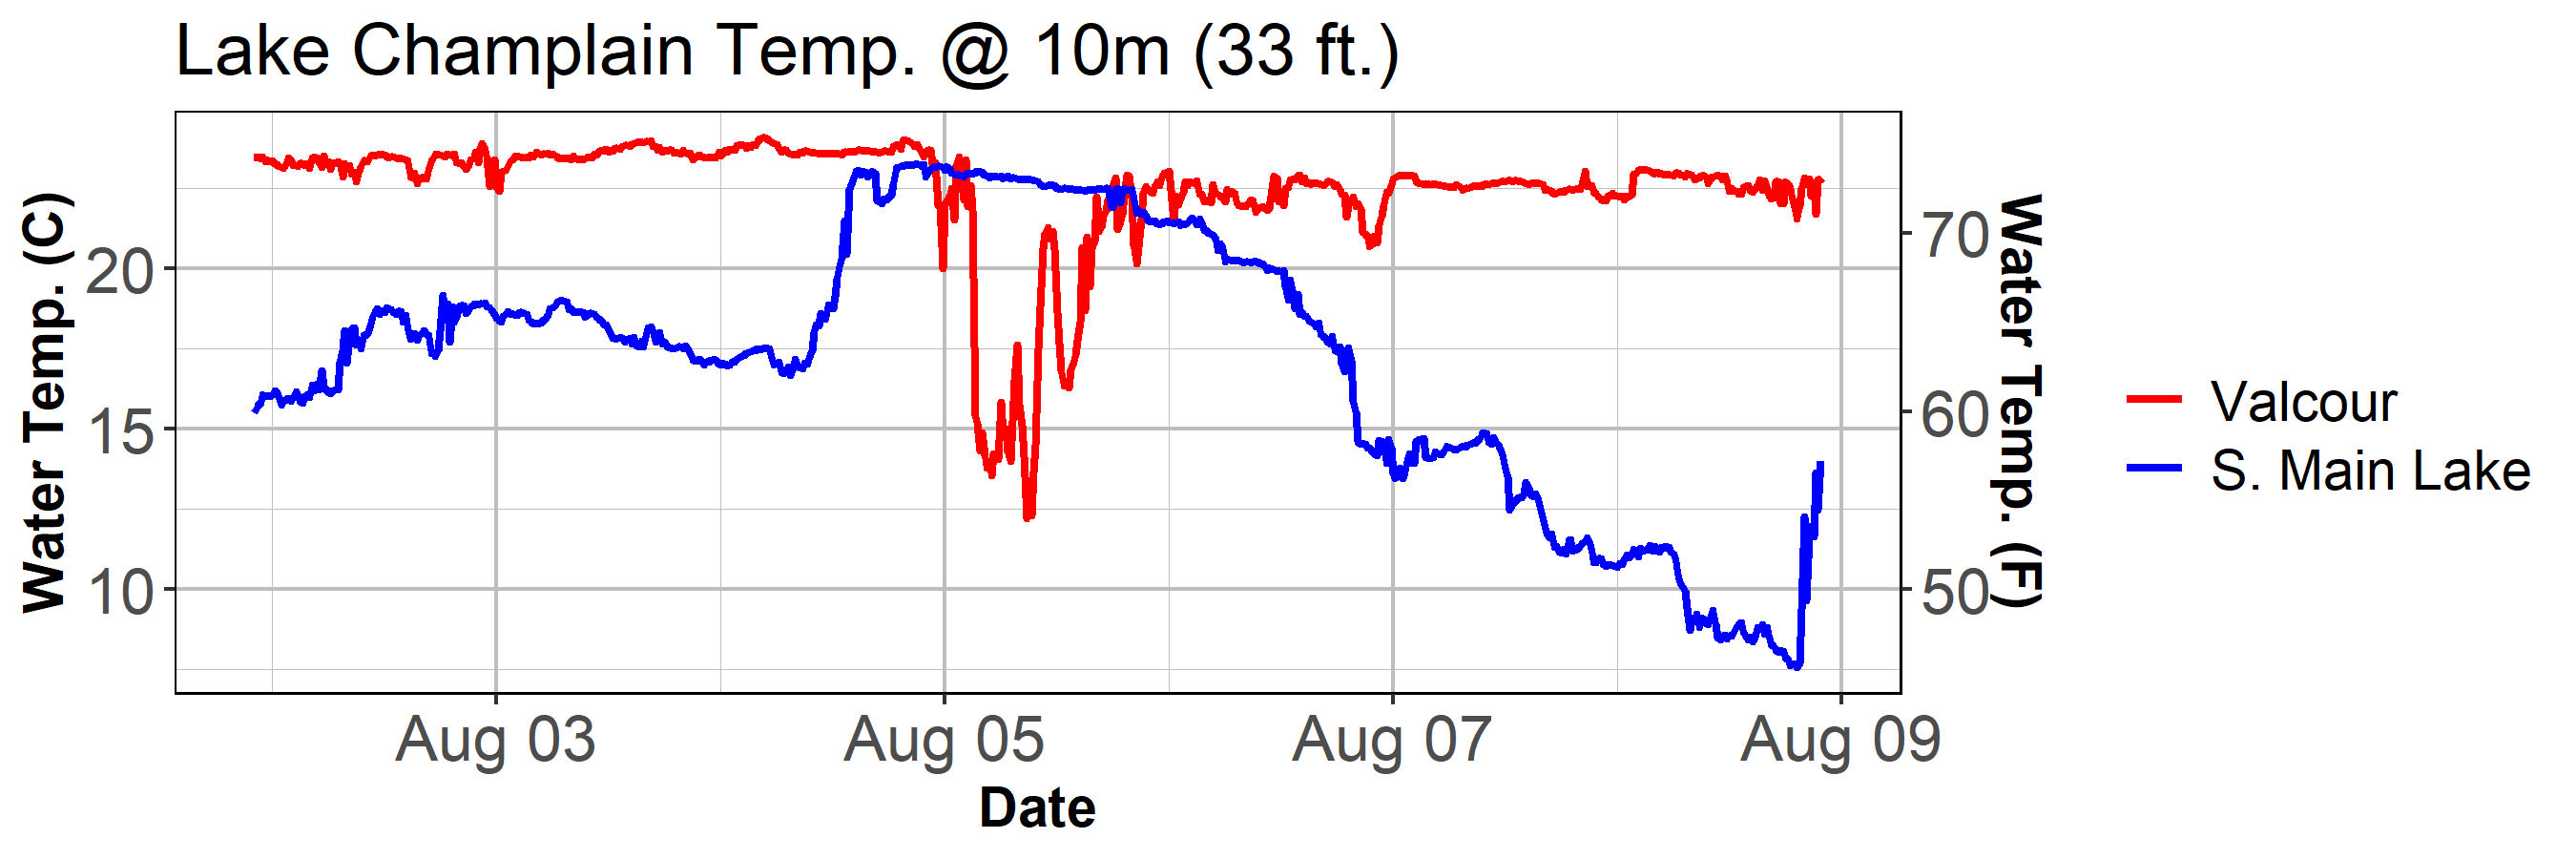 Lake Champlain Temp. @ 10m (33 ft.)
Water Temp. (C)
20
15
10
70
60
50
Water Temp. (F)
Valcour
S. Main Lake
Aug 03
Aug 05
Aug 07
Aug 09
Date